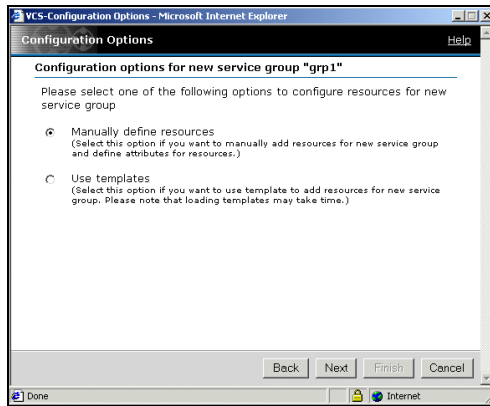 VCS-Configuration Options - Microsoft Internet Explorer
Configuration Options
Help
Configuration options for new service group "grp1"
Please select one of the following options to configure resources for new
service group
Manually define resources
(Select this option if you want to manually add resources for new service group
and define attributes for resources.)
Use templates
(Select this option if you want to use template to add resources for new service
group. Please note that loading templates may take time.)
Back Next Finish Cancel
Done Internet